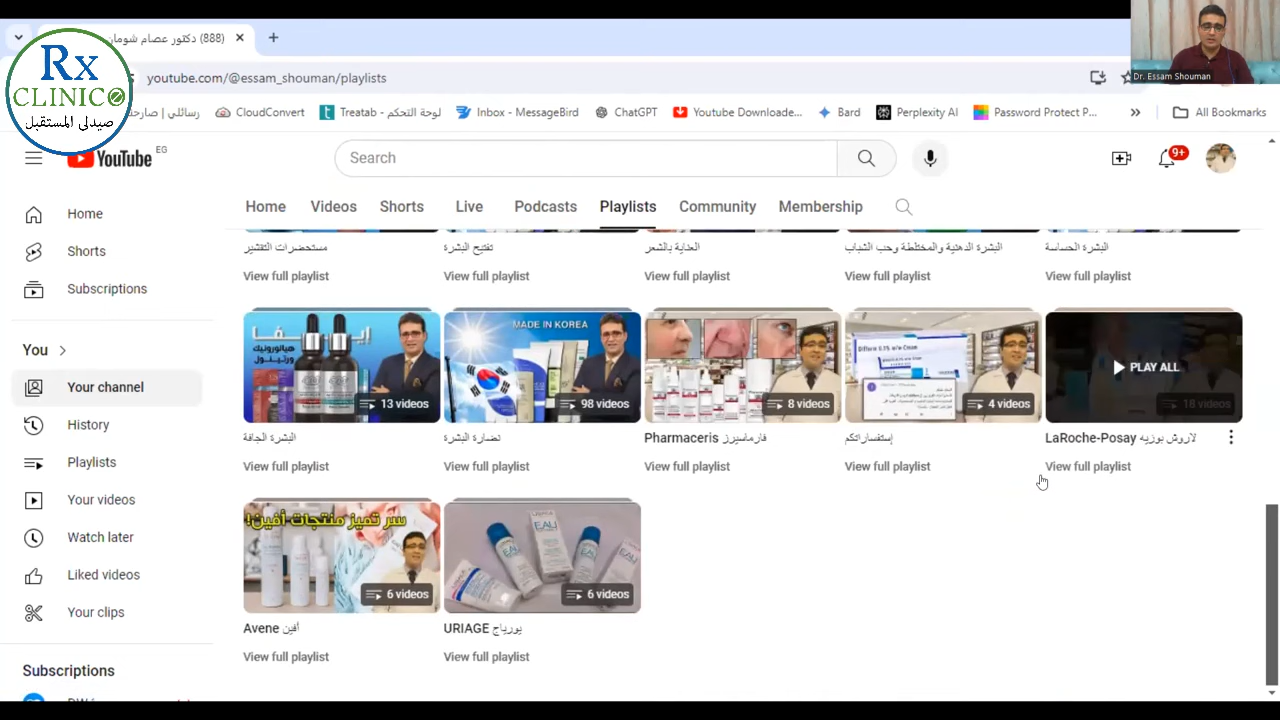 (888) دكتور عصام شومان
Rx
CLINICO
صيدلي المستقبل
youtube.com/@essam_shouman/playlists
Dr. Essam Shouman
رسائلي | صارحـ
CloudConvert
Treatab - لوحة التحكم
Inbox - MessageBird
ChatGPT
Youtube Downloade...
Bard
Perplexity AI
Password Protect P...
All Bookmarks
YouTube EG
Search
9+
Home
Shorts
Subscriptions
You
Your channel
History
Playlists
Your videos
Watch later
Liked videos
Your clips
Subscriptions
Home Videos Shorts Live Podcasts Playlists Community Membership
مستحضرات التقشير
View full playlist
تفتيح البشرة
View full playlist
العناية بالشعر
View full playlist
البشرة الدهنية والمختلطة وحب الشباب
View full playlist
البشرة الحساسة
View full playlist
هيالورونيك
وريتينول
13 videos
البشرة الجافة
View full playlist
MADE IN KOREA
98 videos
نضارة البشرة
View full playlist
8 videos
Pharmaceris فارماسيرز
View full playlist
4 videos
إستفساراتكم
View full playlist
PLAY ALL
18 videos
LaRoche-Posay لاروش بوزيه
View full playlist
سر تميز منتجات أفين!
6 videos
Avene أفين
View full playlist
EAU
EAU
6 videos
URIAGE يورياج
View full playlist